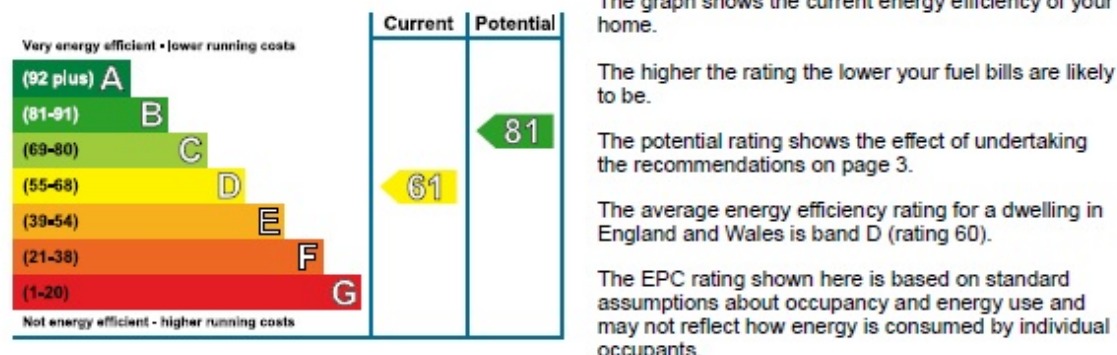 Current Potential
Very energy efficient • lower running costs
(92 plus) A
(81-91) B
(69-80) C
(55-68) D
(39-54) E
(21-38) F
(1-20) G
Not energy efficient - higher running costs
61
81
The graph shows the current energy efficiency of your
home.
The higher the rating the lower your fuel bills are likely
to be.
The potential rating shows the effect of undertaking
the recommendations on page 3.
The average energy efficiency rating for a dwelling in
England and Wales is band D (rating 60).
The EPC rating shown here is based on standard
assumptions about occupancy and energy use and
may not reflect how energy is consumed by individual
occupants